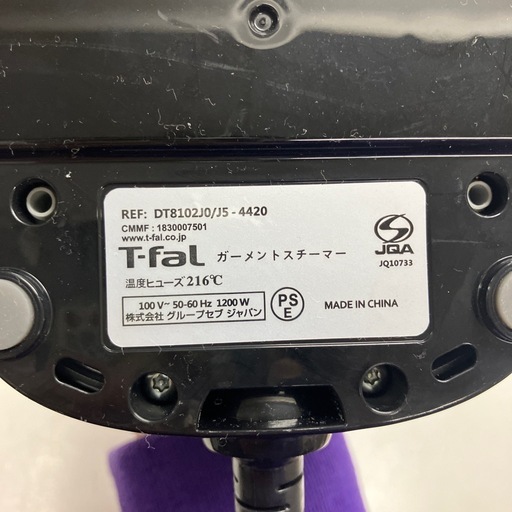 REF: DT8102J0/J5 - 4420
CMMF : 1830007501
www.t-fal.co.jp
T-faL ガーメントスチーマー
温度ヒューズ 216℃
100 V~ 50-60 Hz 1200 W
株式会社 グループセブ ジャパン
PS
E
MADE IN CHINA
JQA
JQ10733